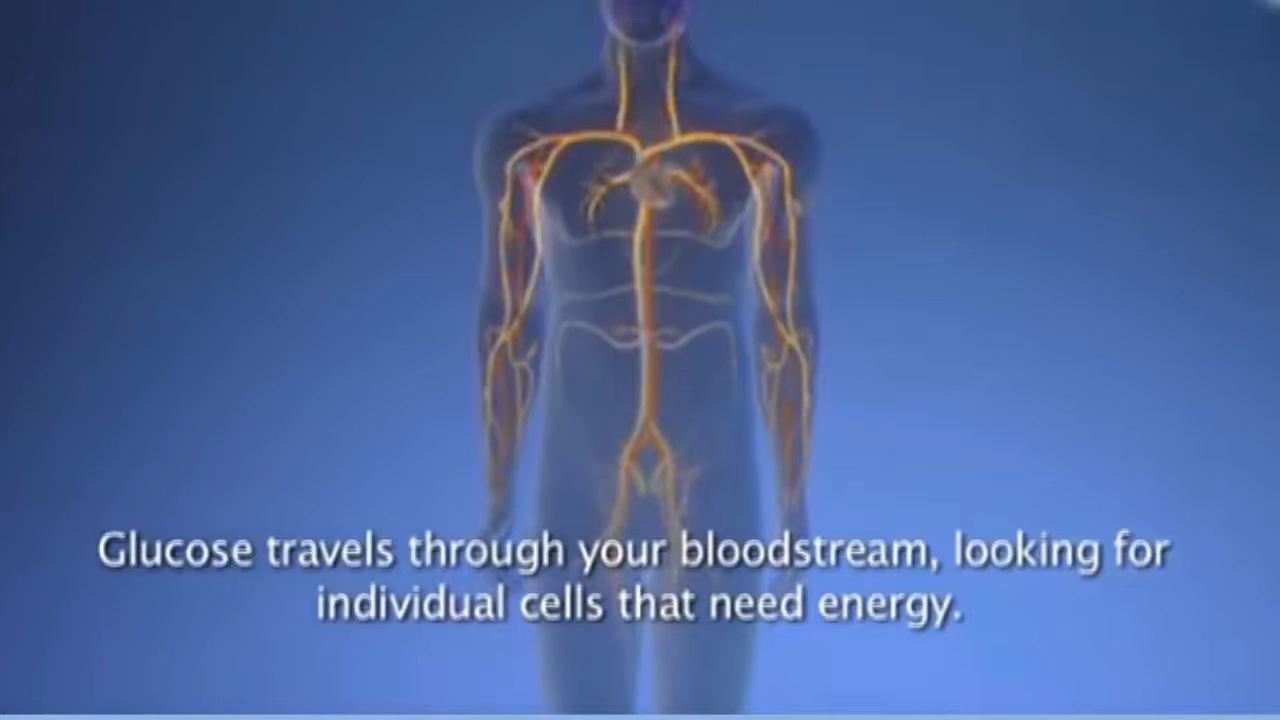 Glucose travels through your bloodstream, looking for
individual cells that need energy.